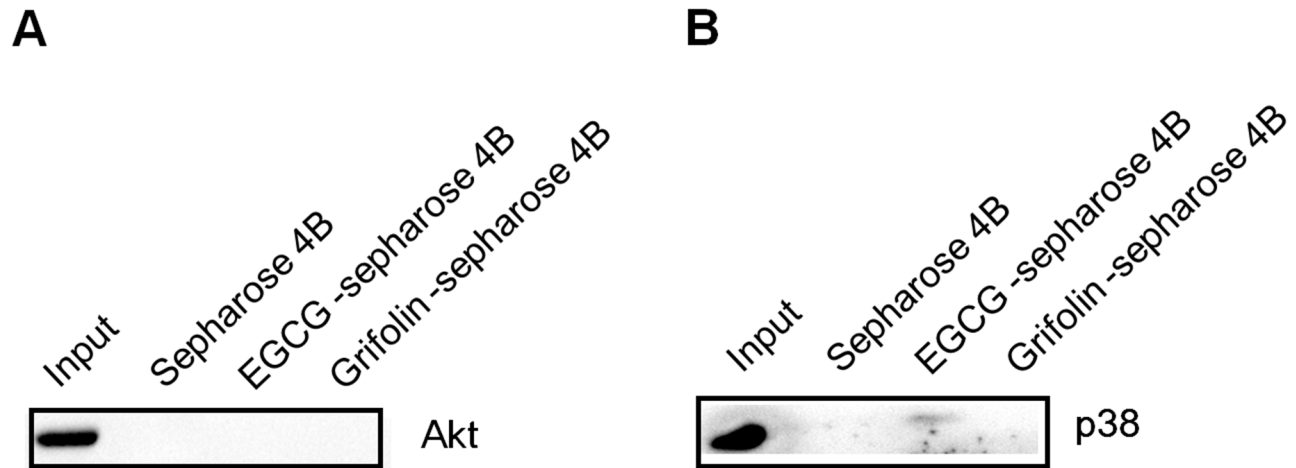 A
Input
Sepharose 4B
EGCG -sepharose 4B
Grifolin -sepharose 4B
Akt
B
Input
Sepharose 4B
EGCG -sepharose 4B
Grifolin -sepharose 4B
p38